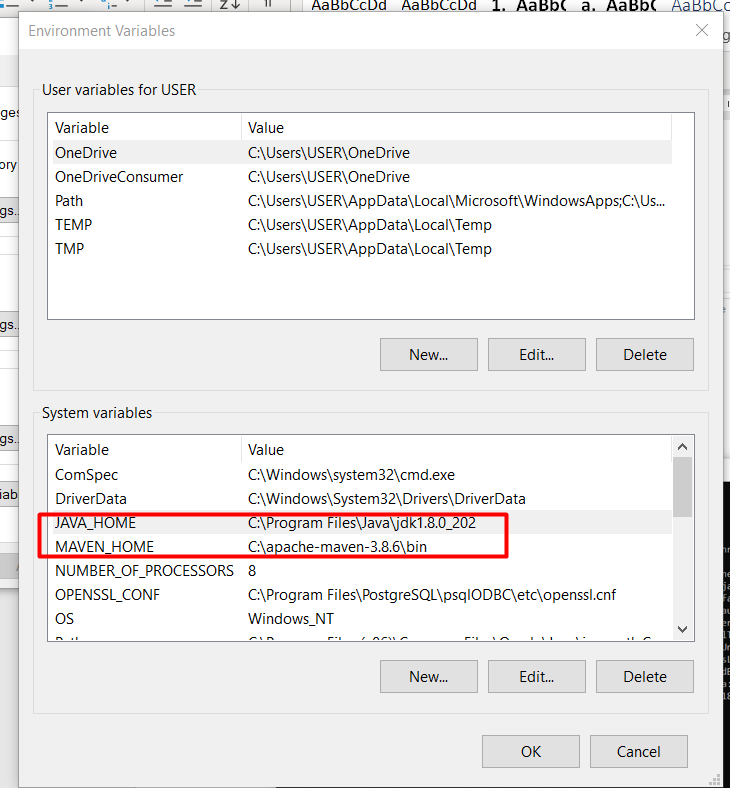 AaBbCcDd AaBbCcDd 1. AaBbC a. AaBbC AaBbCcD
Environment Variables
User variables for USER
Variable Value
OneDrive C:\Users\USER\OneDrive
OneDriveConsumer C:\Users\USER\OneDrive
Path C:\Users\USER\AppData\Local\Microsoft\WindowsApps;C:\Us...
TEMP C:\Users\USER\AppData\Local\Temp
TMP C:\Users\USER\AppData\Local\Temp
New... Edit... Delete
System variables
Variable Value
ComSpec C:\Windows\system32\cmd.exe
DriverData C:\Windows\System32\Drivers\DriverData
JAVA_HOME C:\Program Files\Java\jdk1.8.0_202
MAVEN_HOME C:\apache-maven-3.8.6\bin
NUMBER_OF_PROCESSORS 8
OPENSSL_CONF C:\Program Files\PostgreSQL\psqlODBC\etc\openssl.cnf
OS Windows_NT
New... Edit... Delete
OK Cancel